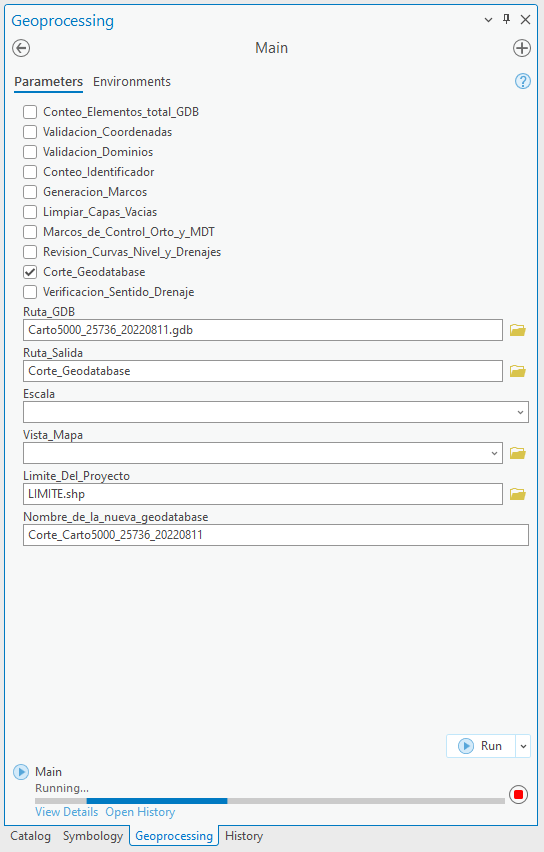 Geoprocessing
Main
Parameters Environments
Conteo_Elementos_total_GDB
Validacion_Coordenadas
Validacion_Dominios
Conteo_Identificador
Generacion_Marcos
Limpiar_Capas_Vacias
Marcos_de_Control_Orto_y_MDT
Revision_Curvas_Nivel_y_Drenajes
Corte_Geodatabase
Verificacion_Sentido_Drenaje
Ruta_GDB
Carto5000_25736_20220811.gdb
Ruta_Salida
Corte_Geodatabase
Escala
Vista_Mapa
Limite_Del_Proyecto
LIMITE.shp
Nombre_de_la_nueva_geodatabase
Corte_Carto5000_25736_20220811
Run
Main
Running...
View Details Open History
Catalog Symbology Geoprocessing History